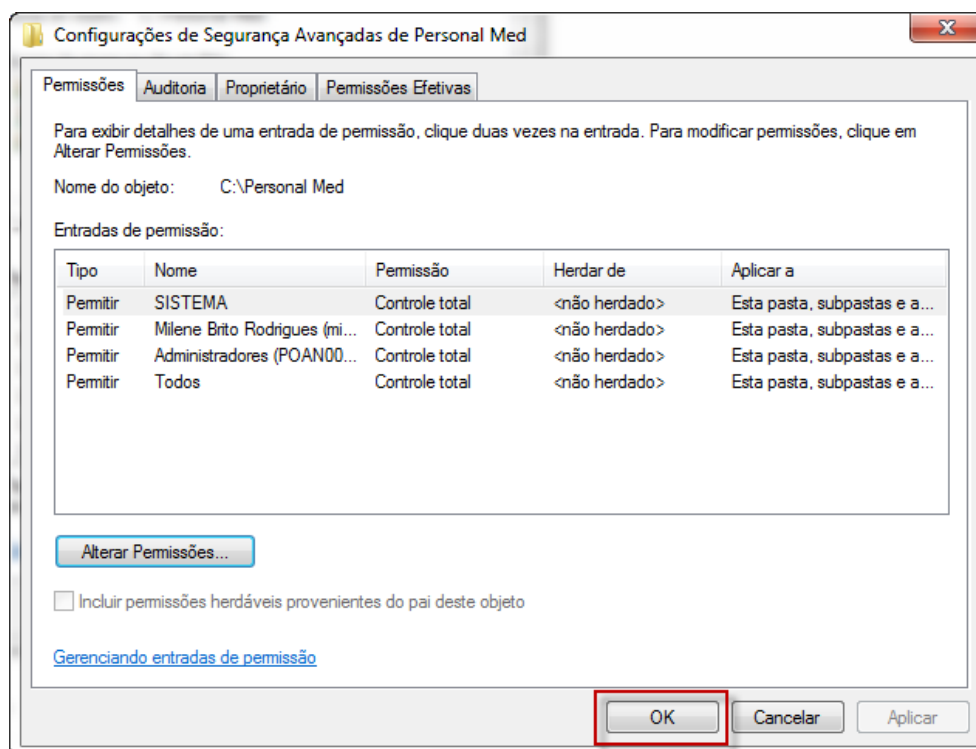 Configurações de Segurança Avançadas de Personal Med
Permissões Auditoria Proprietário Permissões Efetivas
Para exibir detalhes de uma entrada de permissão, clique duas vezes na entrada. Para modificar permissões, clique em
Alterar Permissões.
Nome do objeto: C:\Personal Med
Entradas de permissão:
Tipo Nome Permissão Herdar de Aplicar a
Permitir SISTEMA Controle total <não herdado> Esta pasta, subpastas e a...
Permitir Milene Brito Rodrigues (mi... Controle total <não herdado> Esta pasta, subpastas e a...
Permitir Administradores (POAN00... Controle total <não herdado> Esta pasta, subpastas e a...
Permitir Todos Controle total <não herdado> Esta pasta, subpastas e a...
Alterar Permissões...
Incluir permissões herdáveis provenientes do pai deste objeto
Gerenciando entradas de permissão
OK Cancelar Aplicar